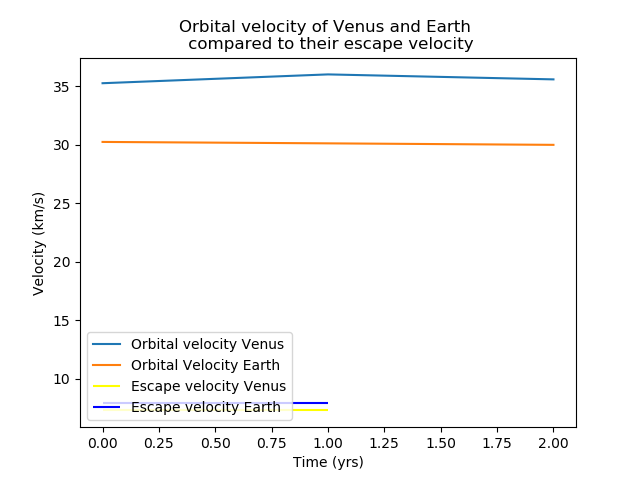 Orbital velocity of Venus and Earth
compared to their escape velocity
Velocity (km/s)
35
30
25
20
15
10
Orbital velocity Venus
Orbital Velocity Earth
Escape velocity Venus
Escape velocity Earth
0.00 0.25 0.50 0.75 1.00 1.25 1.50 1.75 2.00
Time (yrs)